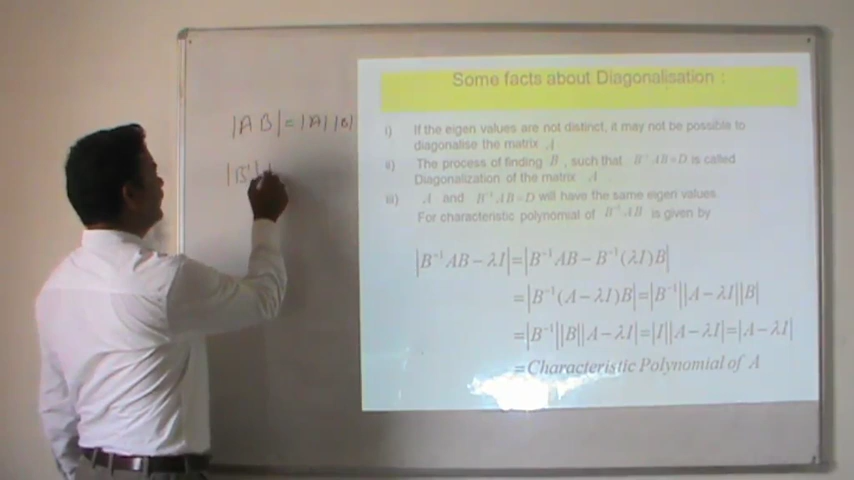 |A B| = |A| |B|
|B⁻¹|
Some facts about Diagonalisation :
i) If the eigen values are not distinct, it may not be possible to
diagonalise the matrix A
ii) The process of finding B , such that B⁻¹AB=D is called
Diagonalization of the matrix A
iii) A and B⁻¹AB=D will have the same eigen values.
For characteristic polynomial of B⁻¹AB is given by
|B⁻¹AB − λI| = |B⁻¹AB − B⁻¹(λI)B|
= |B⁻¹(A − λI)B| = |B⁻¹||A − λI||B|
= |B⁻¹||B||A − λI| = |I||A − λI| = |A − λI|
= Characteristic Polynomial of A